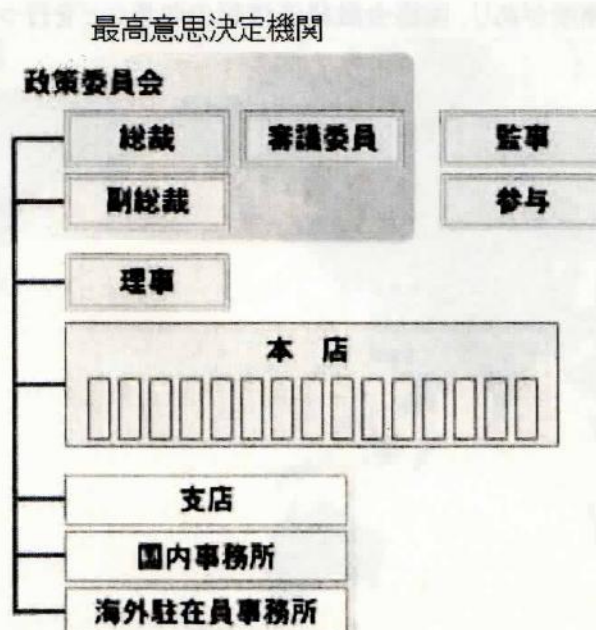 最高意思決定機関
政策委員会
総裁
審議委員
監事
副総裁
参与
理事
本店
支店
国内事務所
海外駐在員事務所